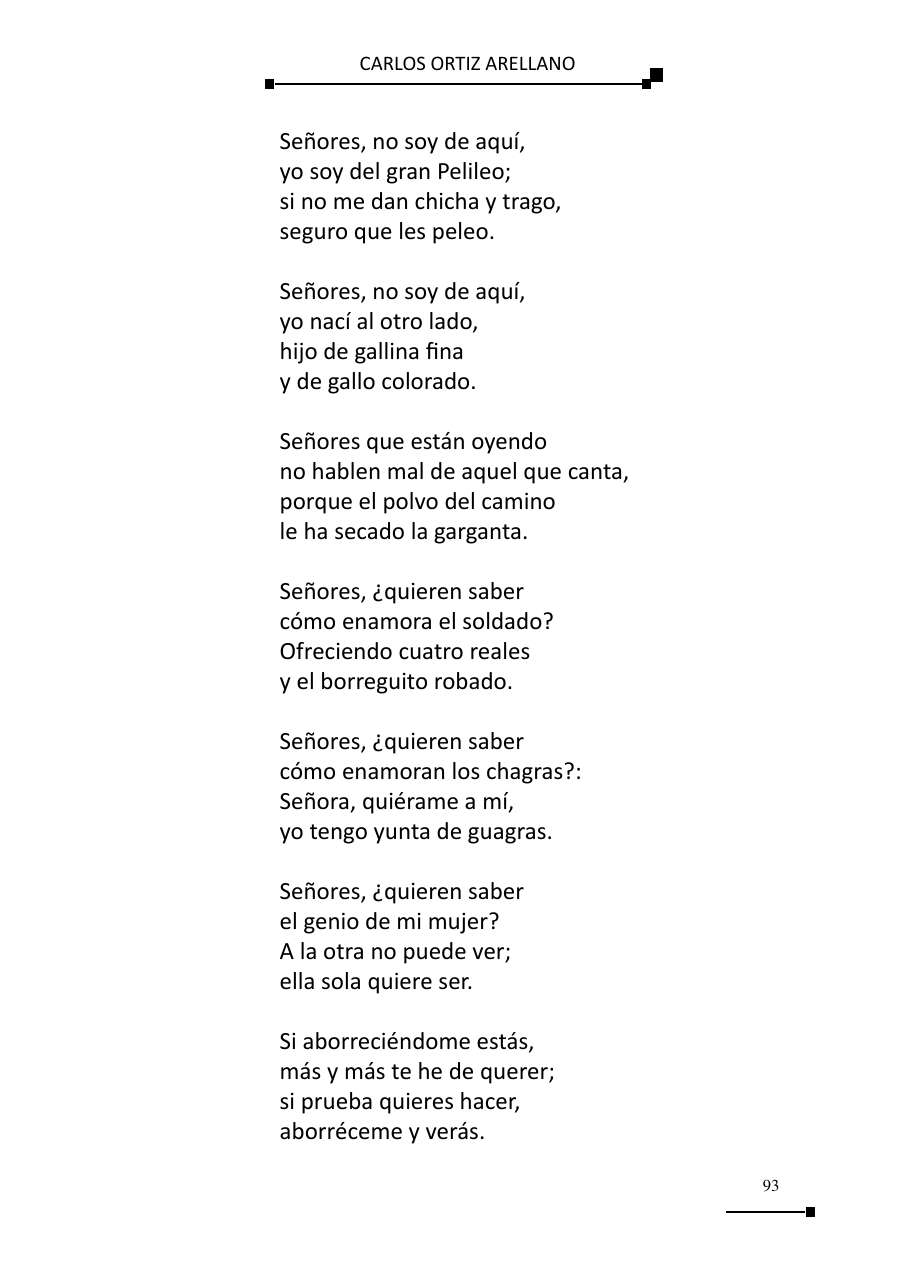 CARLOS ORTIZ ARELLANO
Señores, no soy de aquí,
yo soy del gran Pelileo;
si no me dan chicha y trago,
seguro que les peleo.
Señores, no soy de aquí,
yo nací al otro lado,
hijo de gallina fina
y de gallo colorado.
Señores que están oyendo
no hablen mal de aquel que canta,
porque el polvo del camino
le ha secado la garganta.
Señores, ¿quieren saber
cómo enamora el soldado?
Ofreciendo cuatro reales
y el borreguito robado.
Señores, ¿quieren saber
cómo enamoran los chagras?:
Señora, quiérame a mí,
yo tengo yunta de guagras.
Señores, ¿quieren saber
el genio de mi mujer?
A la otra no puede ver;
ella sola quiere ser.
Si aborreciéndome estás,
más y más te he de querer;
si prueba quieres hacer,
aborréceme y verás.
93